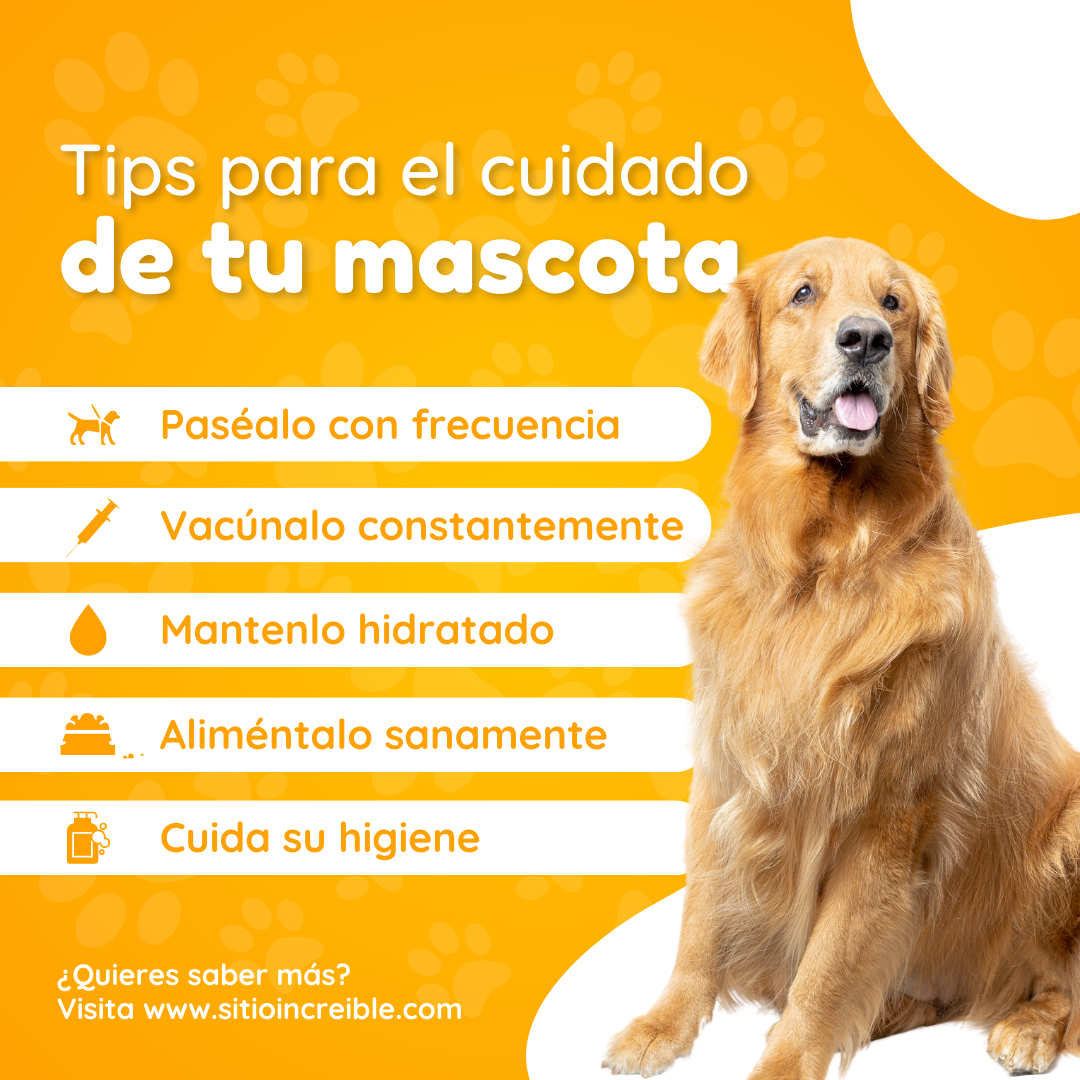 Tips para el cuidado
de tu mascota
Paséalo con frecuencia
Vacúnalo constantemente
Mantenlo hidratado
Aliméntalo sanamente
Cuida su higiene
¿Quieres saber más?
Visita www.sitioincreible.com